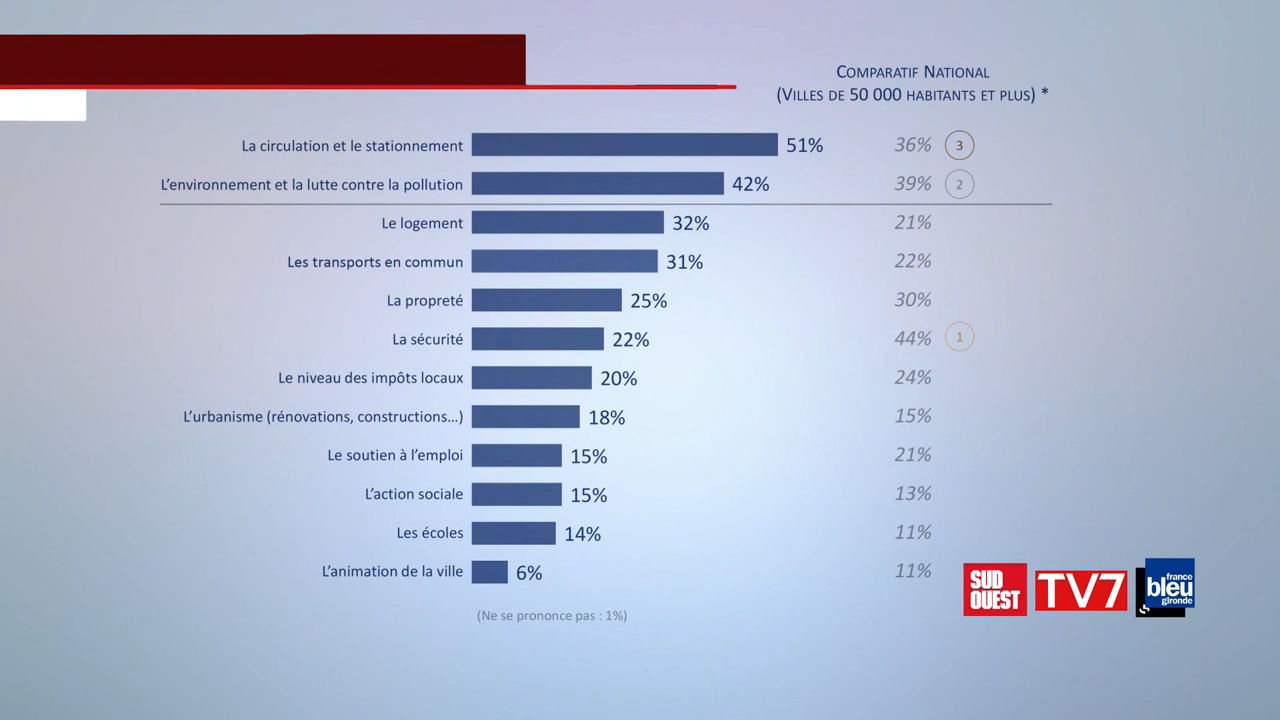 COMPARATIF NATIONAL
(VILLES DE 50 000 HABITANTS ET PLUS) *
La circulation et le stationnement 51% 36% 3
L'environnement et la lutte contre la pollution 42% 39% 2
Le logement 32% 21%
Les transports en commun 31% 22%
La propreté 25% 30%
La sécurité 22% 44% 1
Le niveau des impôts locaux 20% 24%
L'urbanisme (rénovations, constructions...) 18% 15%
Le soutien à l'emploi 15% 21%
L'action sociale 15% 13%
Les écoles 14% 11%
L'animation de la ville 6% 11%
(Ne se prononce pas : 1%)
SUD
OUEST
TV7
france
bleu
gironde